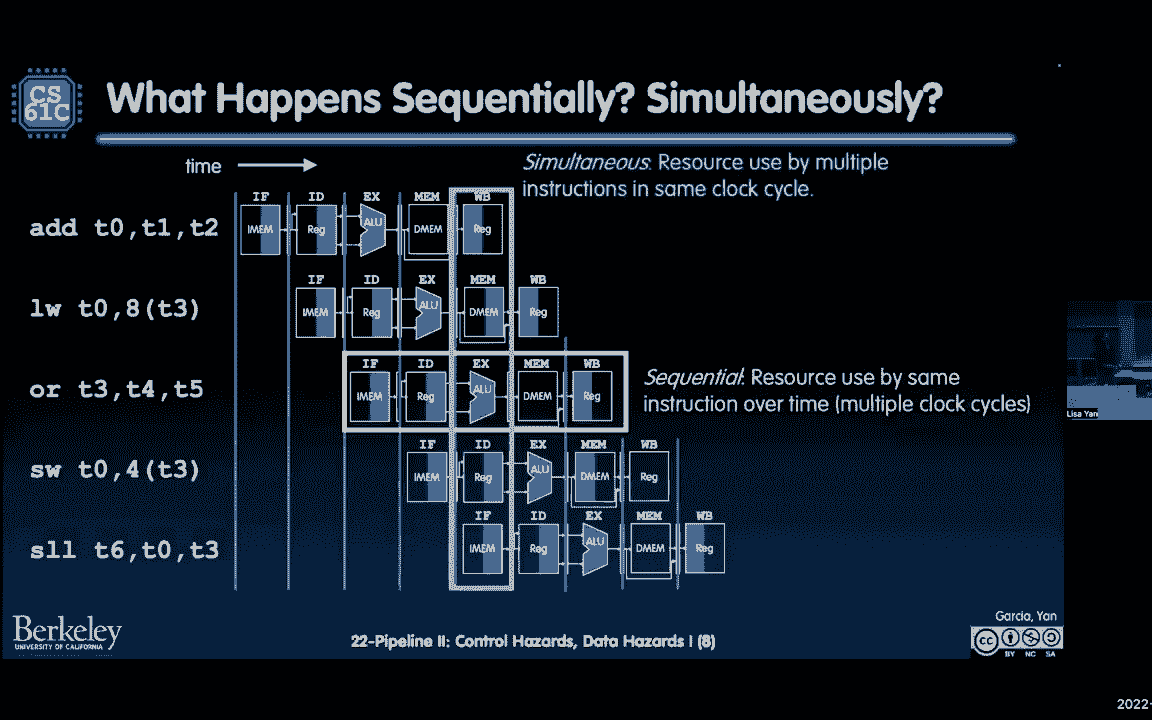 CS
61C
What Happens Sequentially? Simultaneously?
time
Simultaneous: Resource use by multiple
instructions in same clock cycle.
IF ID EX MEM WB
add t0,t1,t2
IMEM Reg ALU DMEM Reg
IF ID EX MEM WB
lw t0,8(t3)
IMEM Reg ALU DMEM Reg
IF ID EX MEM WB
or t3,t4,t5
IMEM Reg ALU DMEM Reg
Sequential: Resource use by same
instruction over time (multiple clock cycles)
Lisa Yan
IF ID EX MEM WB
sw t0,4(t3)
IMEM Reg ALU DMEM Reg
IF ID EX MEM WB
sll t6,t0,t3
IMEM Reg ALU DMEM Reg
Berkeley
UNIVERSITY OF CALIFORNIA
22-Pipeline II: Control Hazards, Data Hazards I (8)
Garcia, Yan
cc
BY NC SA
2022-